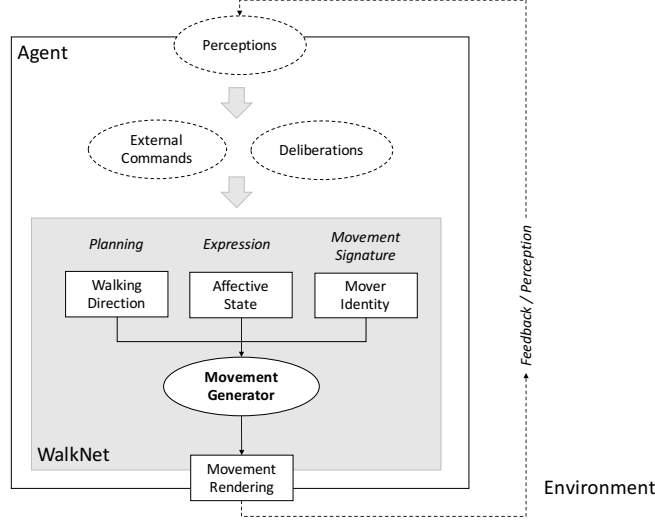 Agent
Perceptions
External
Commands
Deliberations
Planning
Expression
Movement
Signature
Walking
Direction
Affective
State
Mover
Identity
Movement
Generator
WalkNet
Movement
Rendering
Feedback / Perception
Environment